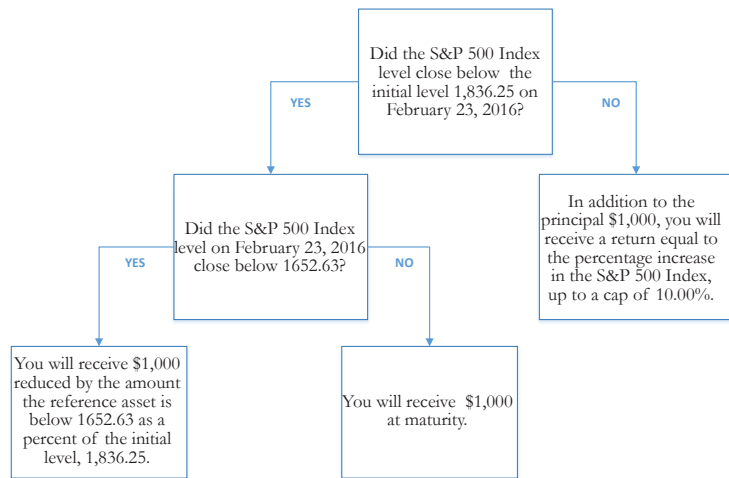 Did the S&P 500 Index
level close below the
initial level 1,836.25 on
February 23, 2016?
YES
NO
Did the S&P 500 Index
level on February 23, 2016
close below 1652.63?
In addition to the
principal $1,000, you will
receive a return equal to
the percentage increase
in the S&P 500 Index,
up to a cap of 10.00%.
YES
NO
You will receive $1,000
reduced by the amount
the reference asset is
below 1652.63 as a
percent of the initial
level, 1,836.25.
You will receive $1,000
at maturity.